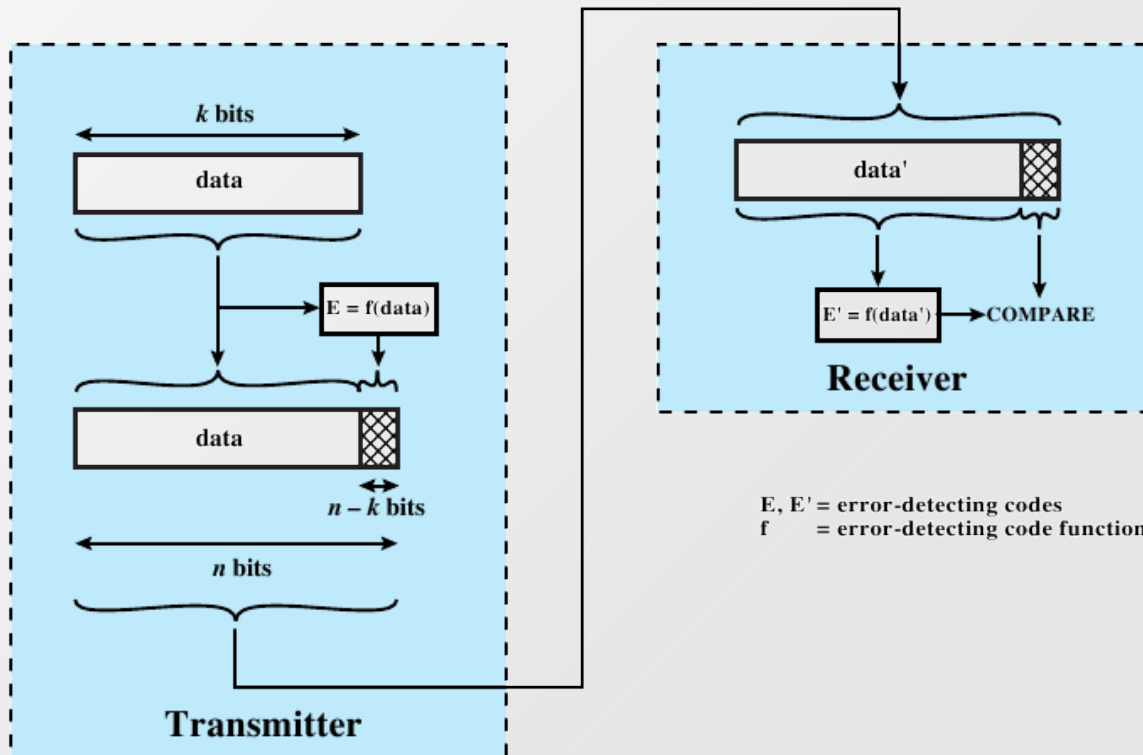 k bits
data
E = f(data)
data
n – k bits
n bits
Transmitter
data'
E' = f(data')
COMPARE
Receiver
E, E' = error-detecting codes
f = error-detecting code function